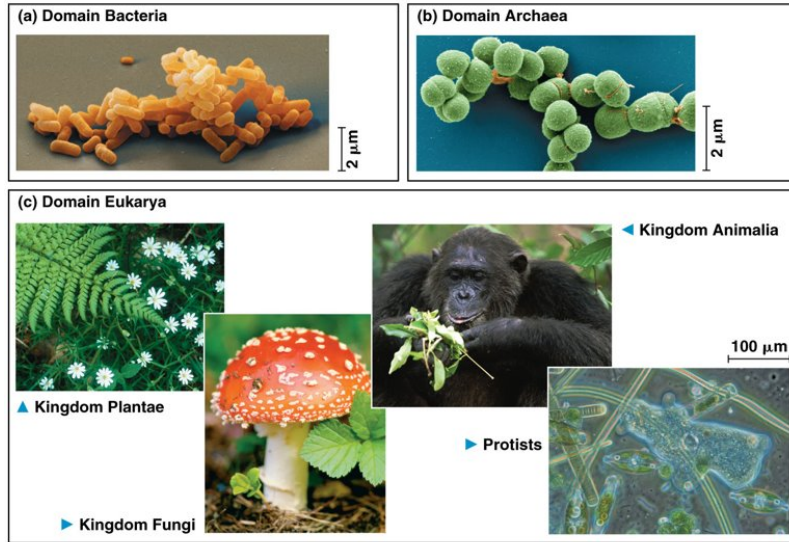 (a) Domain Bacteria
2 μm
(b) Domain Archaea
2 μm
(c) Domain Eukarya
◄ Kingdom Animalia
100 μm
▲ Kingdom Plantae
► Protists
► Kingdom Fungi